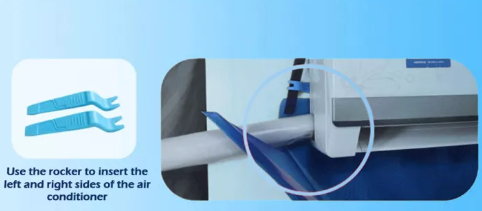 Use the rocker to insert the
left and right sides of the air
conditioner